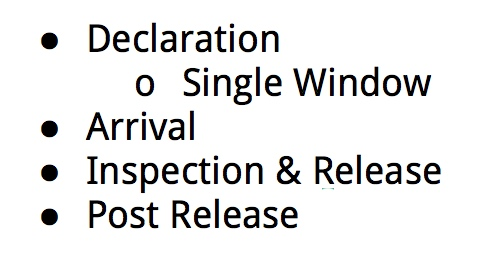 ● Declaration
o Single Window
● Arrival
● Inspection & Release
● Post Release